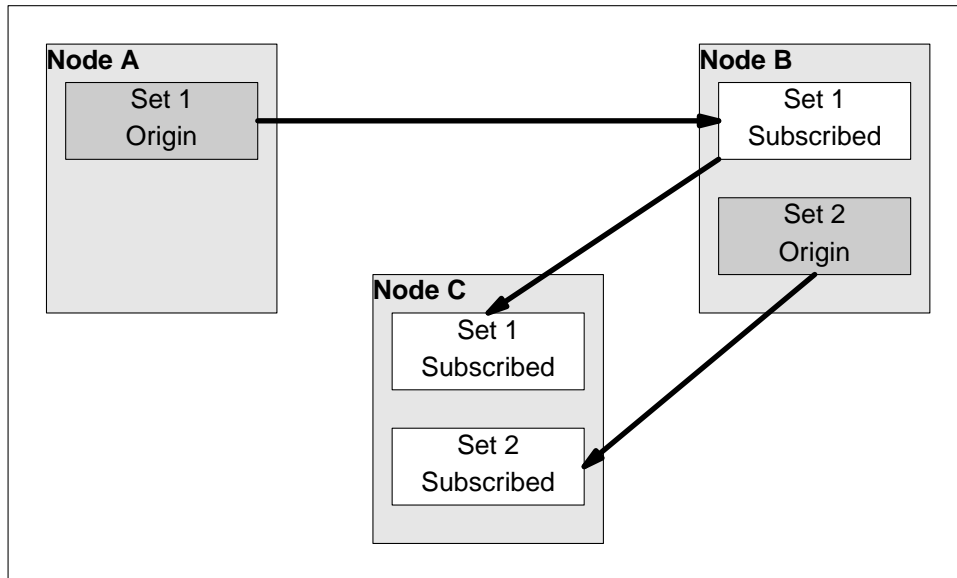 Node A
Set 1
Origin
Node B
Set 1
Subscribed
Set 2
Origin
Node C
Set 1
Subscribed
Set 2
Subscribed